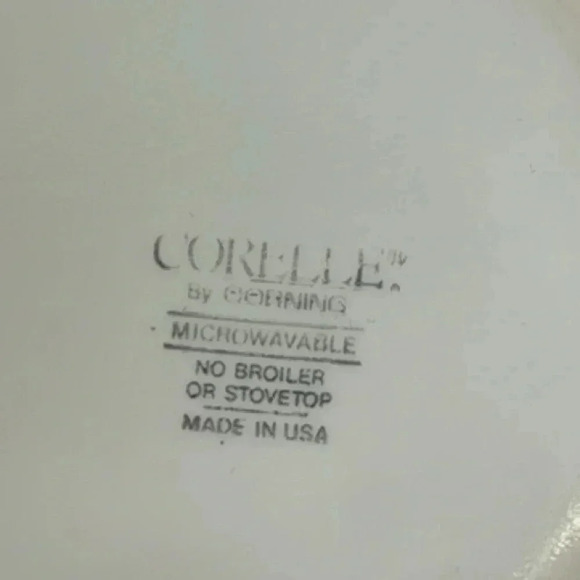 CORELLE™
By CORNING
MICROWAVABLE
NO BROILER
OR STOVETOP
MADE IN USA